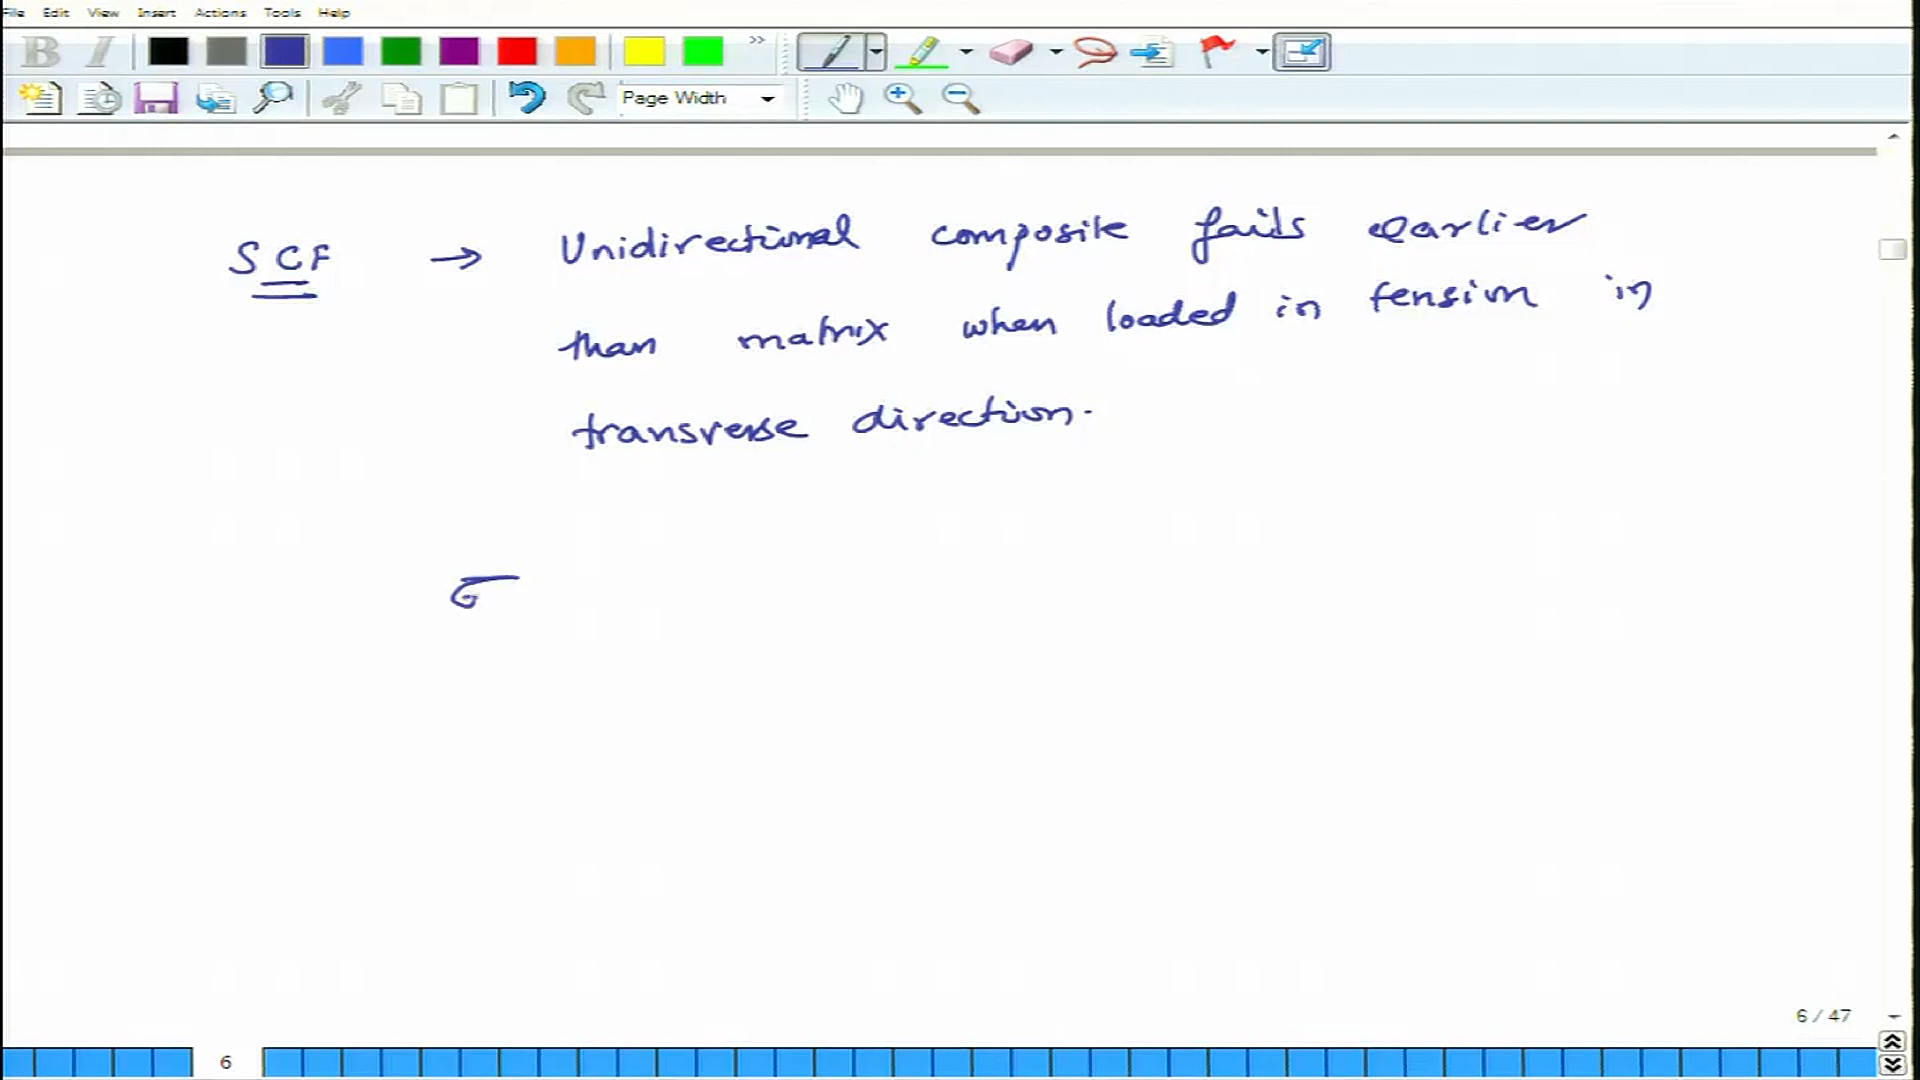 File Edit View Insert Actions Tools Help
B I
Page Width
SCF → Unidirectional composite fails earlier
than matrix when loaded in tension in
transverse direction.
σ
6 / 47
6